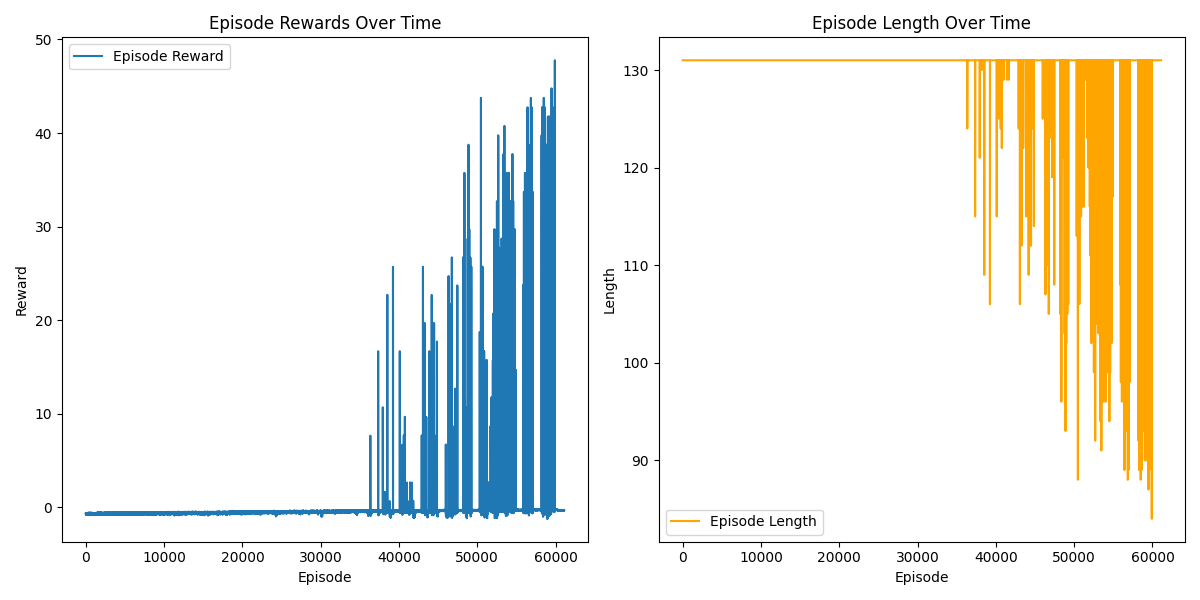 Episode Rewards Over Time
Episode Reward
50
40
30
20
10
0
Reward
0 10000 20000 30000 40000 50000 60000
Episode
Episode Length Over Time
130
120
110
100
90
Length
Episode Length
0 10000 20000 30000 40000 50000 60000
Episode